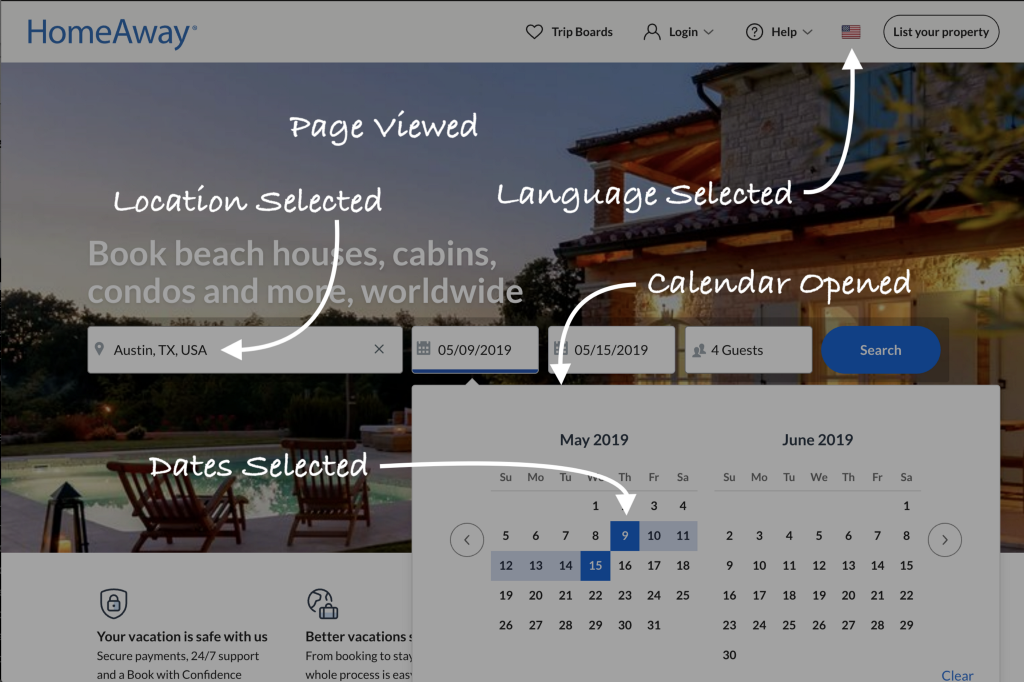 HomeAway
Trip Boards Login Help List your property
Page Viewed
Location Selected
Language Selected
Book beach houses, cabins,
condos and more, worldwide
Calendar Opened
Austin, TX, USA 05/09/2019 05/15/2019 4 Guests Search
May 2019 June 2019
Dates Selected
Su Mo Tu We Th Fr Sa Su Mo Tu We Th Fr Sa
1 3 4 1
5 6 7 8 9 10 11 2 3 4 5 6 7 8
12 13 14 15 16 17 18 9 10 11 12 13 14 15
19 20 21 22 23 24 25 16 17 18 19 20 21 22
26 27 28 29 30 31 23 24 25 26 27 28 29
30
Your vacation is safe with us Better vacations
Secure payments, 24/7 support From booking to stay
and a Book with Confidence whole process is eas
Clear